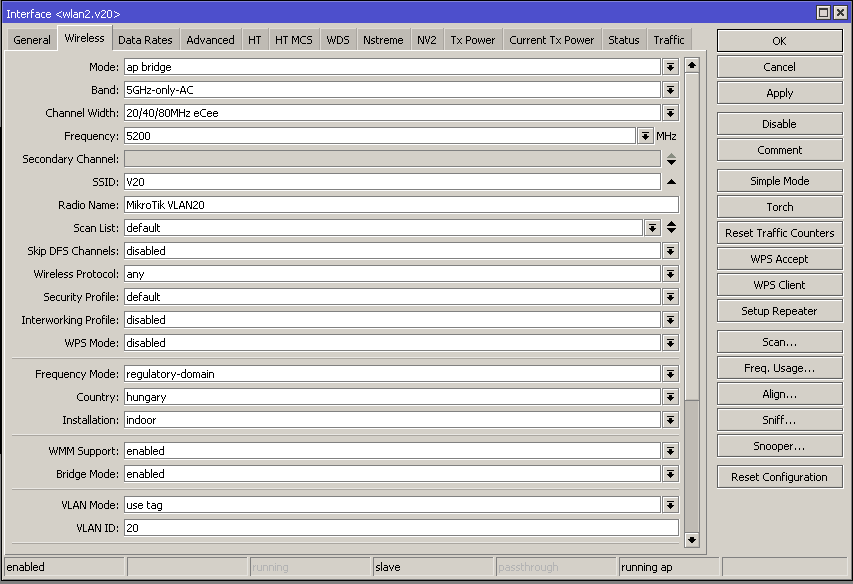 Interface <wlan2.v20>
General Wireless Data Rates Advanced HT HT MCS WDS Nstreme NV2 Tx Power Current Tx Power Status Traffic
Mode: ap bridge
Band: 5GHz-only-AC
Channel Width: 20/40/80MHz eCee
Frequency: 5200 MHz
Secondary Channel:
SSID: V20
Radio Name: MikroTik VLAN20
Scan List: default
Skip DFS Channels: disabled
Wireless Protocol: any
Security Profile: default
Interworking Profile: disabled
WPS Mode: disabled
Frequency Mode: regulatory-domain
Country: hungary
Installation: indoor
WMM Support: enabled
Bridge Mode: enabled
VLAN Mode: use tag
VLAN ID: 20
OK
Cancel
Apply
Disable
Comment
Simple Mode
Torch
Reset Traffic Counters
WPS Accept
WPS Client
Setup Repeater
Scan...
Freq. Usage...
Align...
Sniff...
Snooper...
Reset Configuration
enabled running slave passthrough running ap